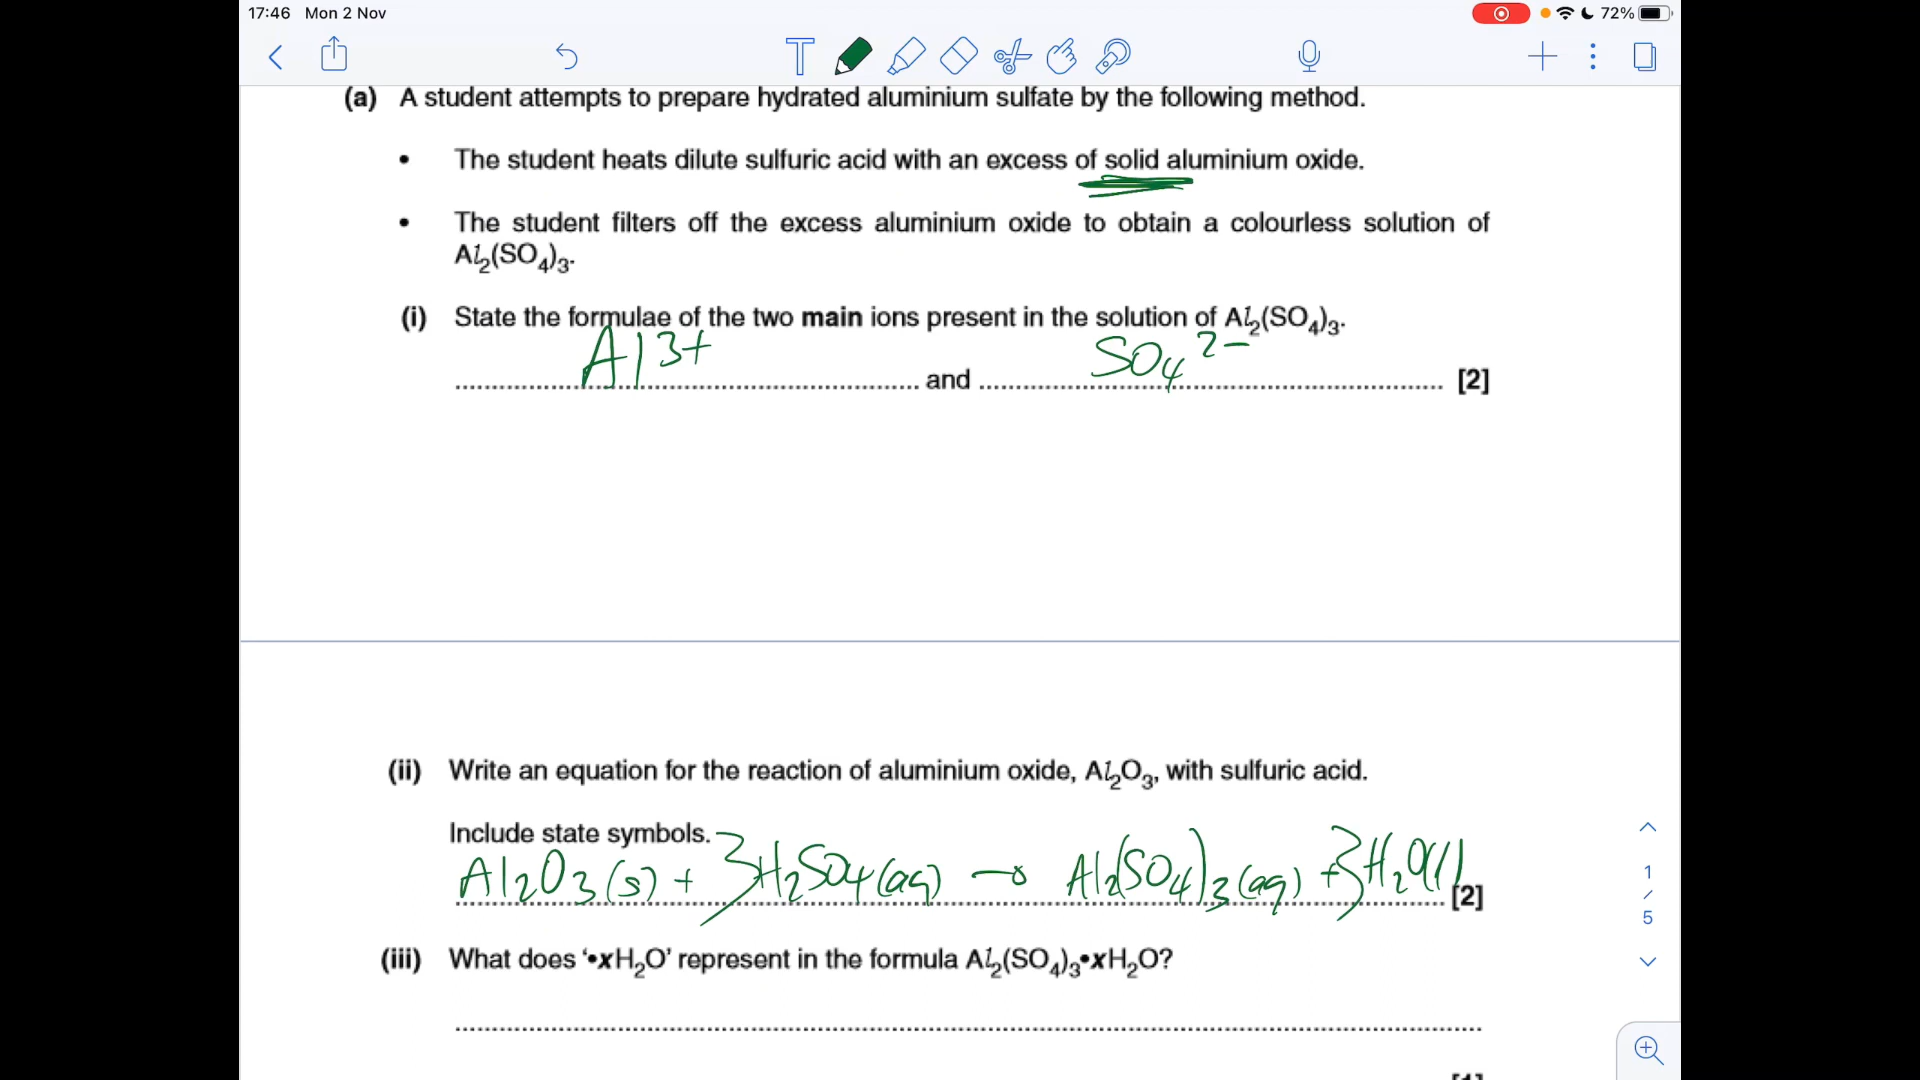 17:46 Mon 2 Nov 72%
(a) A student attempts to prepare hydrated aluminium sulfate by the following method.
• The student heats dilute sulfuric acid with an excess of solid aluminium oxide.
• The student filters off the excess aluminium oxide to obtain a colourless solution of
Al₂(SO₄)₃.
(i) State the formulae of the two main ions present in the solution of Al₂(SO₄)₃.
Al 3+ and SO₄ 2− [2]
(ii) Write an equation for the reaction of aluminium oxide, Al₂O₃, with sulfuric acid.
Include state symbols.
Al₂O₃(s) + 3H₂SO₄(aq) → Al₂(SO₄)₃(aq) + 3H₂O(l) [2]
(iii) What does ‘•xH₂O’ represent in the formula Al₂(SO₄)₃•xH₂O?
1
/
5